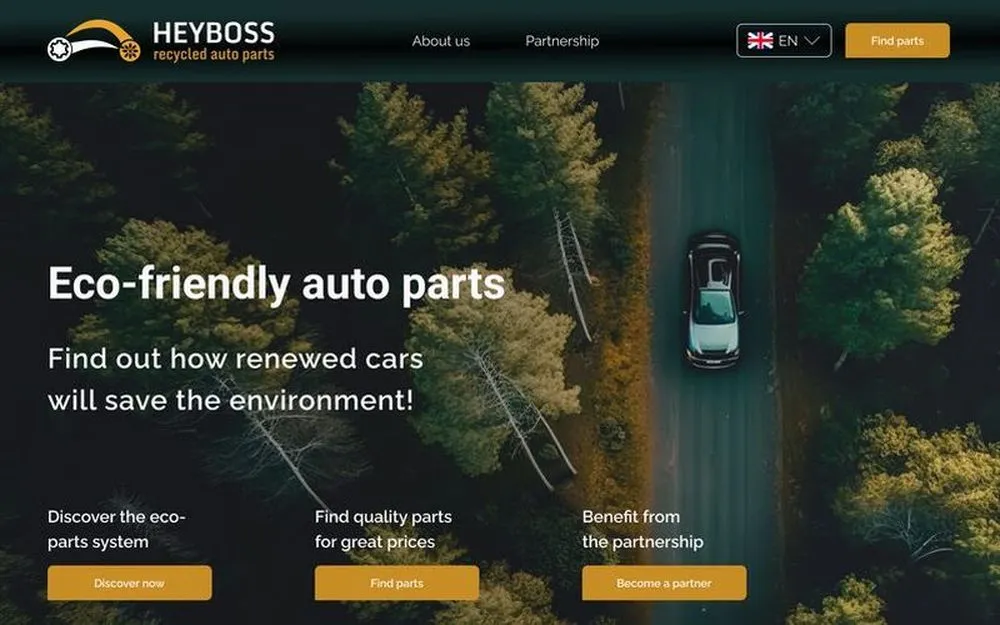 HEYBOSS
recycled auto parts
About us
Partnership
EN
Find parts
Eco-friendly auto parts
Find out how renewed cars
will save the environment!
Discover the eco-
parts system
Discover now
Find quality parts
for great prices
Find parts
Benefit from
the partnership
Become a partner